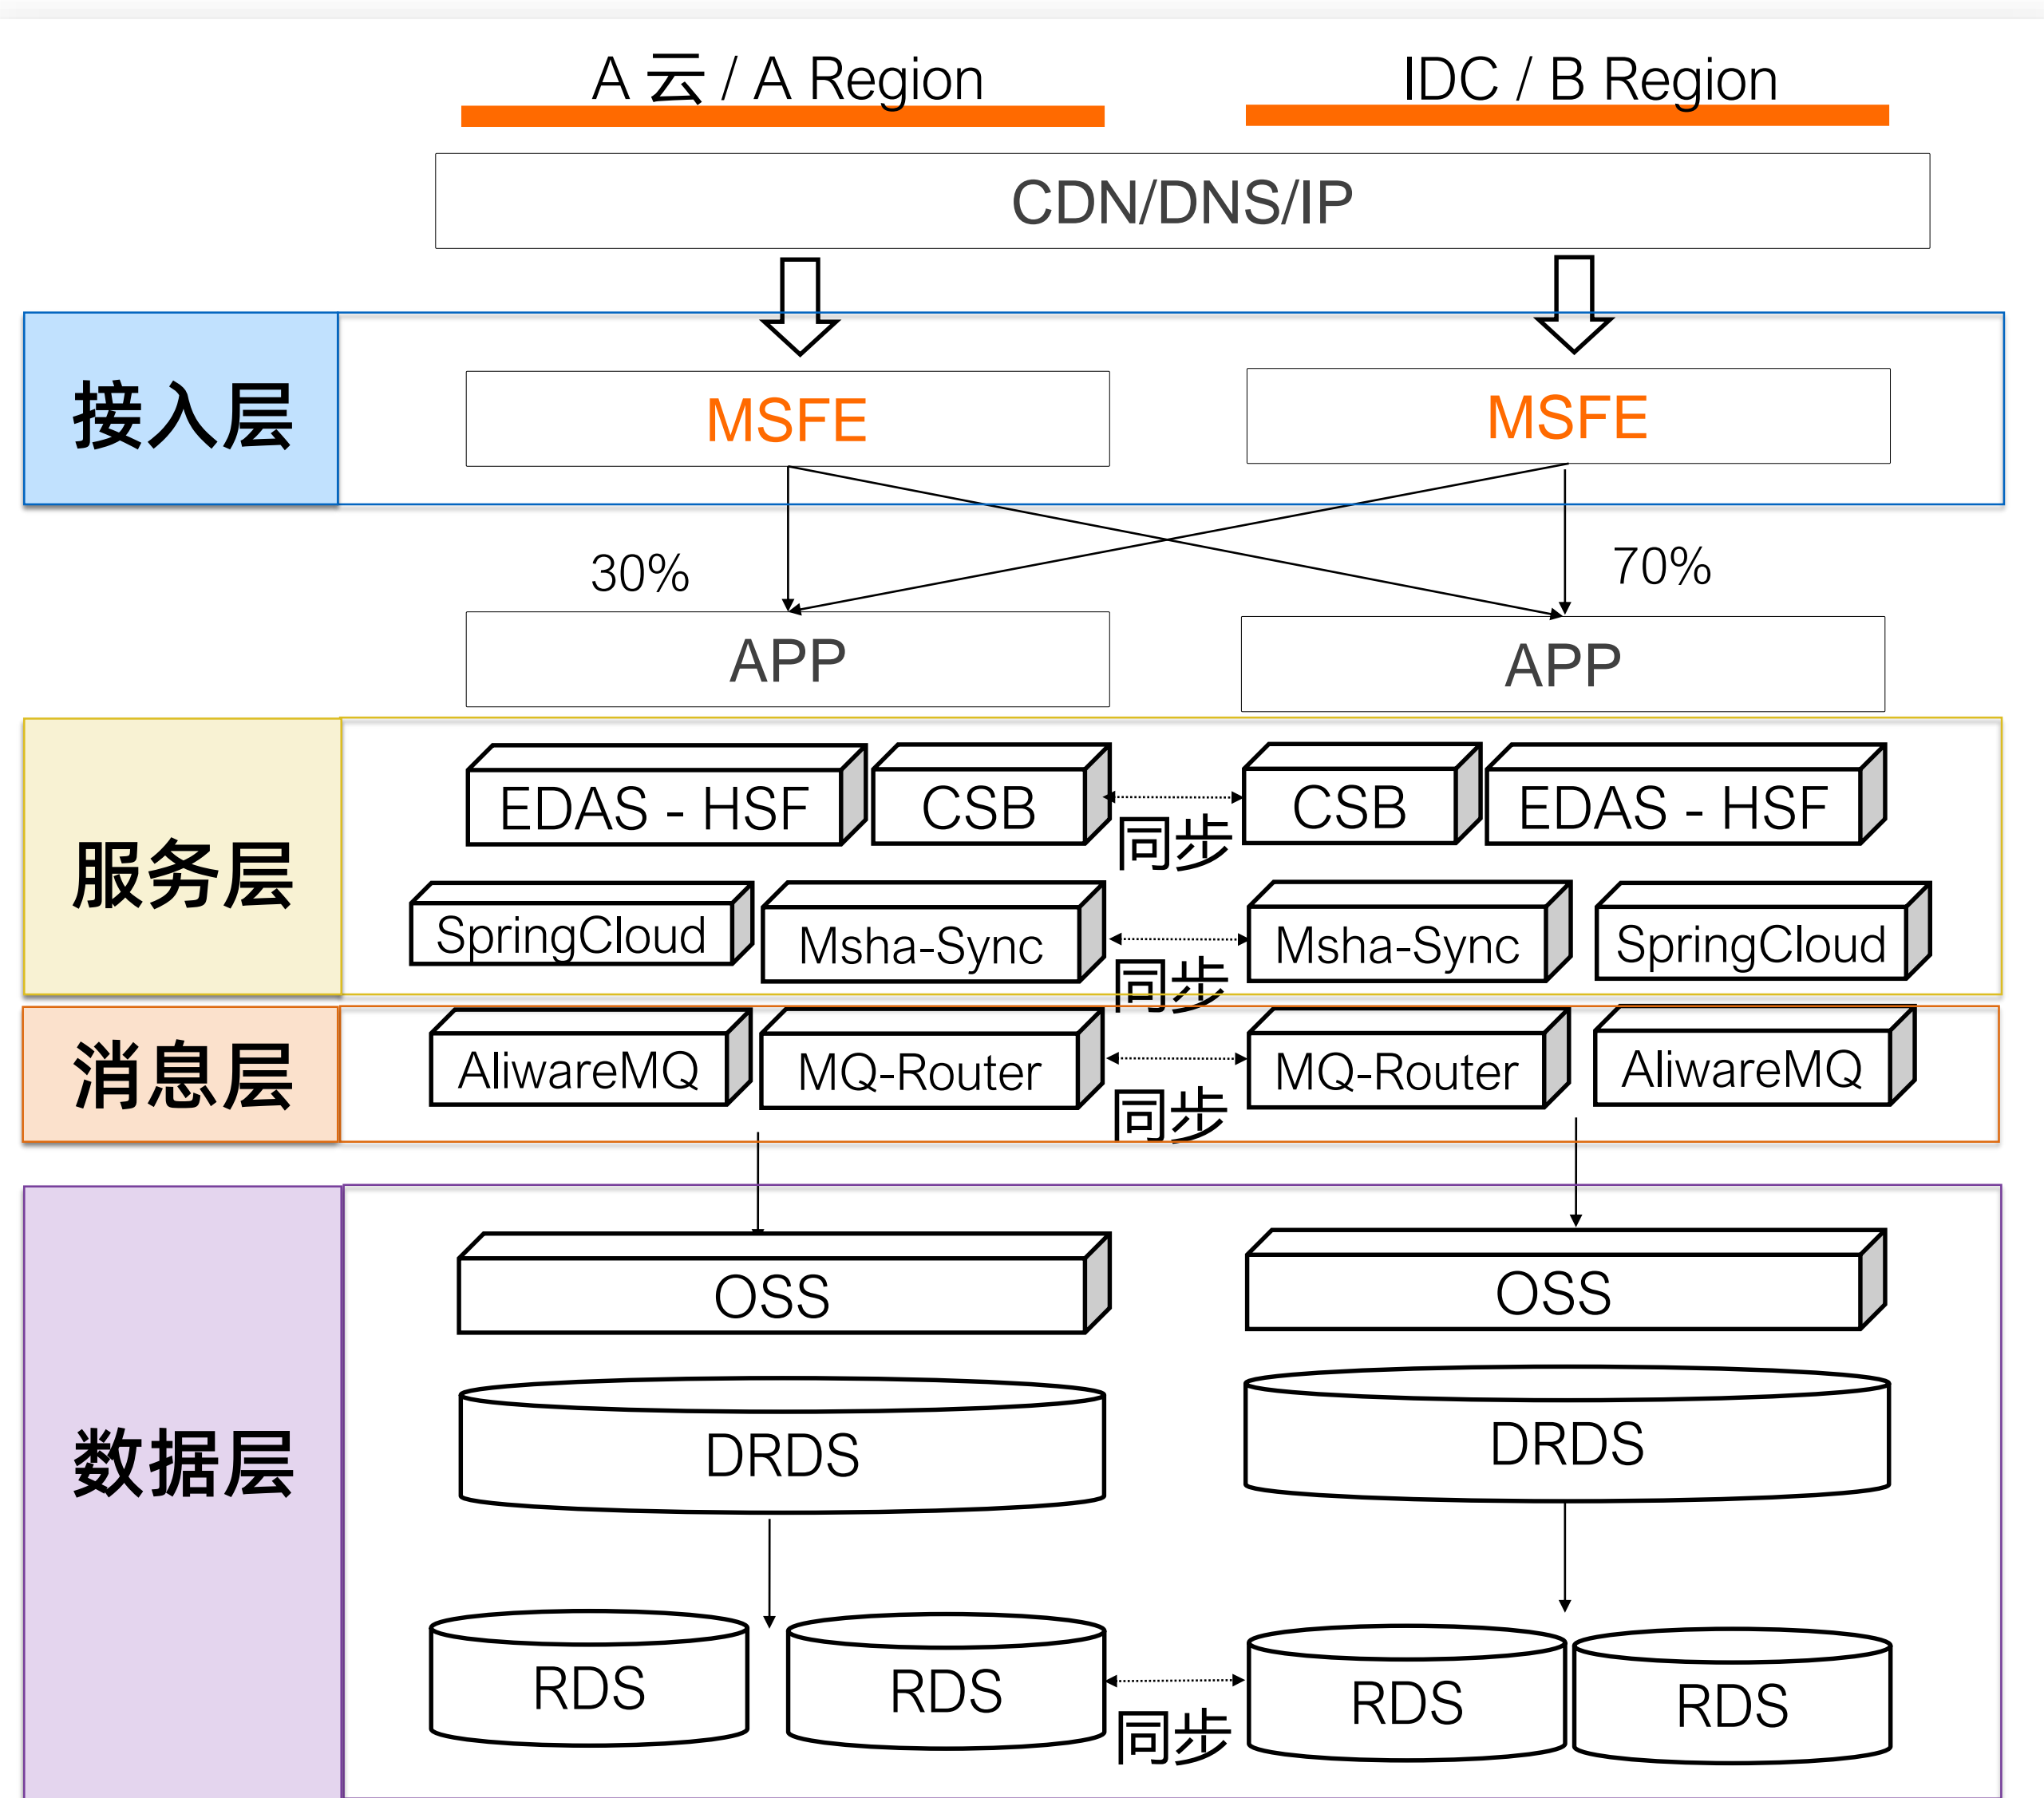 A 云 / A Region
IDC / B Region
CDN/DNS/IP
接入层
MSFE
MSFE
30%
70%
APP
APP
服务层
EDAS - HSF
CSB
同步
CSB
EDAS - HSF
SpringCloud
Msha-Sync
同步
Msha-Sync
SpringCloud
消息层
AliwareMQ
MQ-Router
同步
MQ-Router
AliwareMQ
数据层
OSS
OSS
DRDS
DRDS
RDS
RDS
同步
RDS
RDS